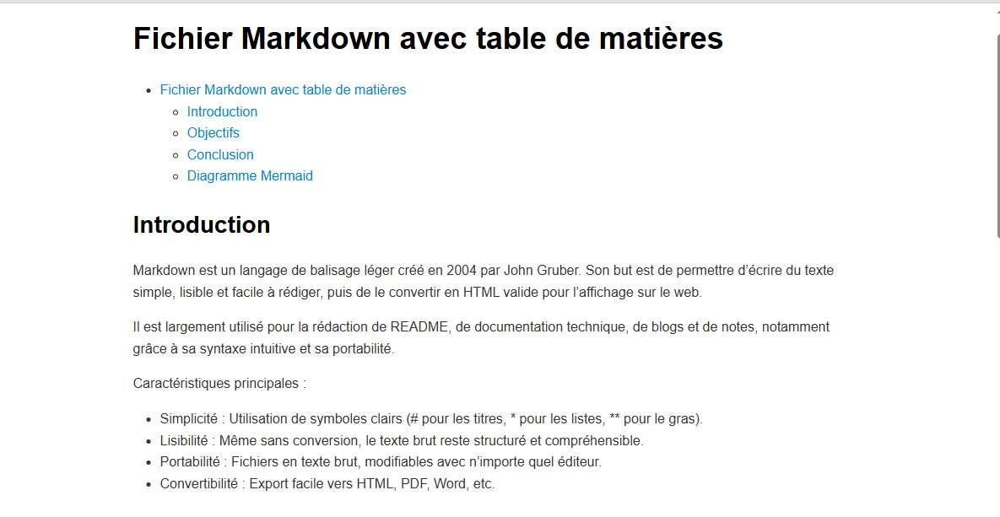 Fichier Markdown avec table de matières
Fichier Markdown avec table de matières
Introduction
Objectifs
Conclusion
Diagramme Mermaid
Introduction
Markdown est un langage de balisage léger créé en 2004 par John Gruber. Son but est de permettre d’écrire du texte
simple, lisible et facile à rédiger, puis de le convertir en HTML valide pour l’affichage sur le web.
Il est largement utilisé pour la rédaction de README, de documentation technique, de blogs et de notes, notamment
grâce à sa syntaxe intuitive et sa portabilité.
Caractéristiques principales :
Simplicité : Utilisation de symboles clairs (# pour les titres, * pour les listes, ** pour le gras).
Lisibilité : Même sans conversion, le texte brut reste structuré et compréhensible.
Portabilité : Fichiers en texte brut, modifiables avec n’importe quel éditeur.
Convertibilité : Export facile vers HTML, PDF, Word, etc.